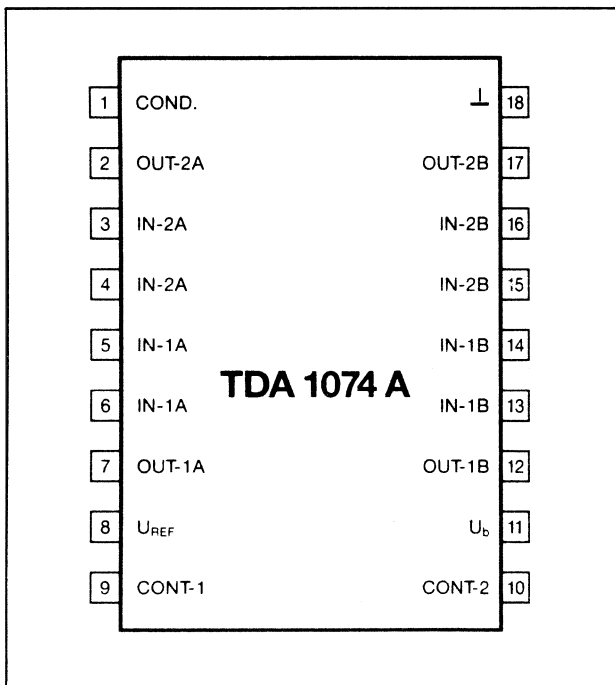 1 COND. ⊥ 18
2 OUT-2A OUT-2B 17
3 IN-2A IN-2B 16
4 IN-2A IN-2B 15
5 IN-1A IN-1B 14
TDA 1074 A
6 IN-1A IN-1B 13
7 OUT-1A OUT-1B 12
8 UREF Ub 11
9 CONT-1 CONT-2 10